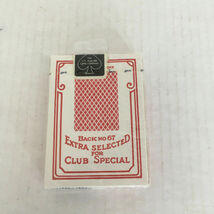 BACK NO 67
EXTRA SELECTED
FOR
CLUB SPECIAL